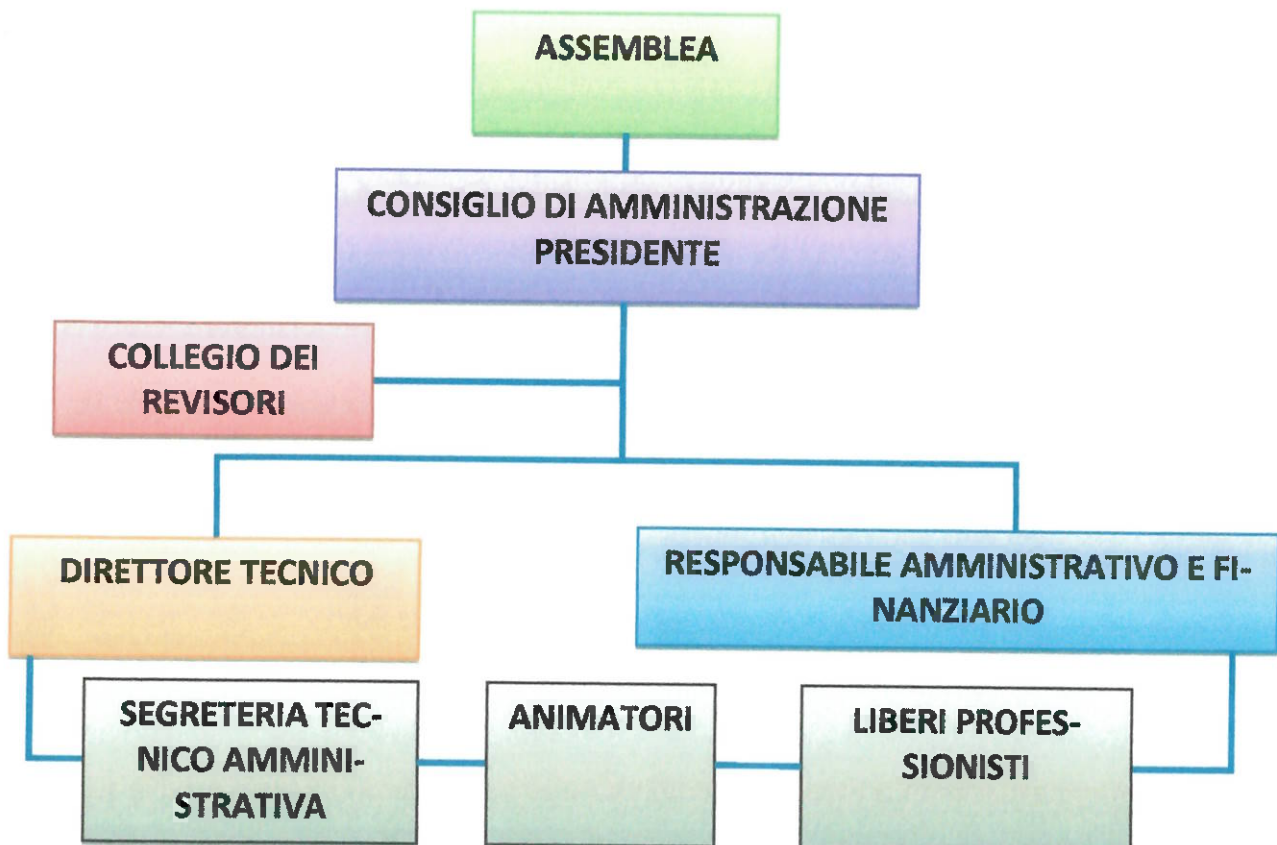 ASSEMBLEA
CONSIGLIO DI AMMINISTRAZIONE
PRESIDENTE
COLLEGIO DEI
REVISORI
DIRETTORE TECNICO
RESPONSABILE AMMINISTRATIVO E FI-
NANZIARIO
SEGRETERIA TEC-
NICO AMMINI-
STRATIVA
ANIMATORI
LIBERI PROFES-
SIONISTI